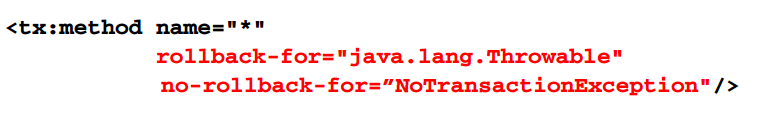 <tx:method name="*"
rollback-for="java.lang.Throwable"
no-rollback-for=”NoTransactionException"/>